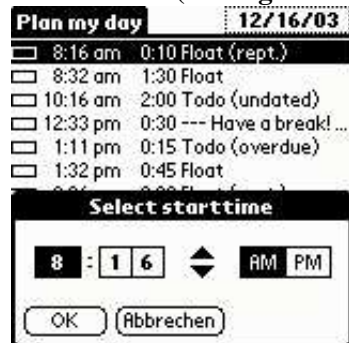 Plan my day 12/16/03
8:16 am 0:10 Float (rept.)
8:32 am 1:30 Float
10:16 am 2:00 Todo (undated)
12:33 pm 0:30 --- Have a break! ...
1:11 pm 0:15 Todo (overdue)
1:32 pm 0:45 Float
Select starttime
8 : 1 6 AM PM
OK Abbrechen